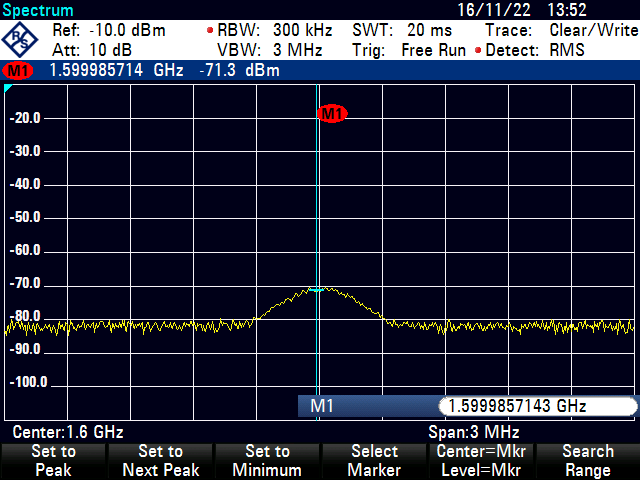 Spectrum 16/11/22 13:52
R S
Ref: -10.0 dBm RBW: 300 kHz SWT: 20 ms Trace: Clear/Write
Att: 10 dB VBW: 3 MHz Trig: Free Run Detect: RMS
M1 1.599985714 GHz -71.3 dBm
M1
-20.0
-30.0
-40.0
-50.0
-60.0
-70.0
-80.0
-90.0
-100.0
M1 1.5999857143 GHz
Center:1.6 GHz Span:3 MHz
Set to Set to Set to Select Center=Mkr Search
Peak Next Peak Minimum Marker Level=Mkr Range